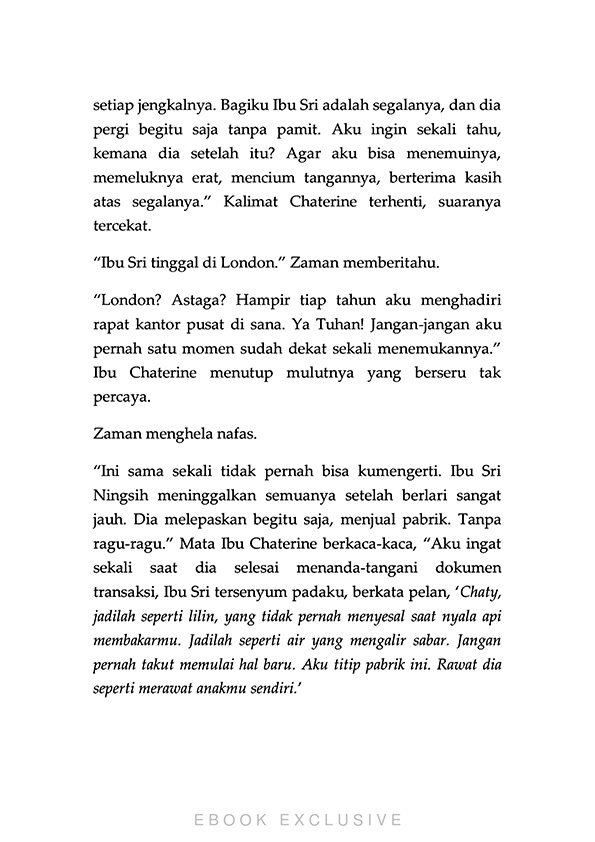 setiap jengkalnya. Bagiku Ibu Sri adalah segalanya, dan dia
pergi begitu saja tanpa pamit. Aku ingin sekali tahu,
kemana dia setelah itu? Agar aku bisa menemuinya,
memeluknya erat, mencium tangannya, berterima kasih
atas segalanya.” Kalimat Chaterine terhenti, suaranya
tercekat.
“Ibu Sri tinggal di London.” Zaman memberitahu.
“London? Astaga? Hampir tiap tahun aku menghadiri
rapat kantor pusat di sana. Ya Tuhan! Jangan-jangan aku
pernah satu momen sudah dekat sekali menemukannya.”
Ibu Chaterine menutup mulutnya yang berseru tak
percaya.
Zaman menghela nafas.
“Ini sama sekali tidak pernah bisa kumengerti. Ibu Sri
Ningsih meninggalkan semuanya setelah berlari sangat
jauh. Dia melepaskan begitu saja, menjual pabrik. Tanpa
ragu-ragu.” Mata Ibu Chaterine berkaca-kaca, “Aku ingat
sekali saat dia selesai menanda-tangani dokumen
transaksi, Ibu Sri tersenyum padaku, berkata pelan, ‘Chaty,
jadilah seperti lilin, yang tidak pernah menyesal saat nyala api
membakarmu. Jadilah seperti air yang mengalir sabar. Jangan
pernah takut memulai hal baru. Aku titip pabrik ini. Rawat dia
seperti merawat anakmu sendiri.’
EBOOK EXCLUSIVE